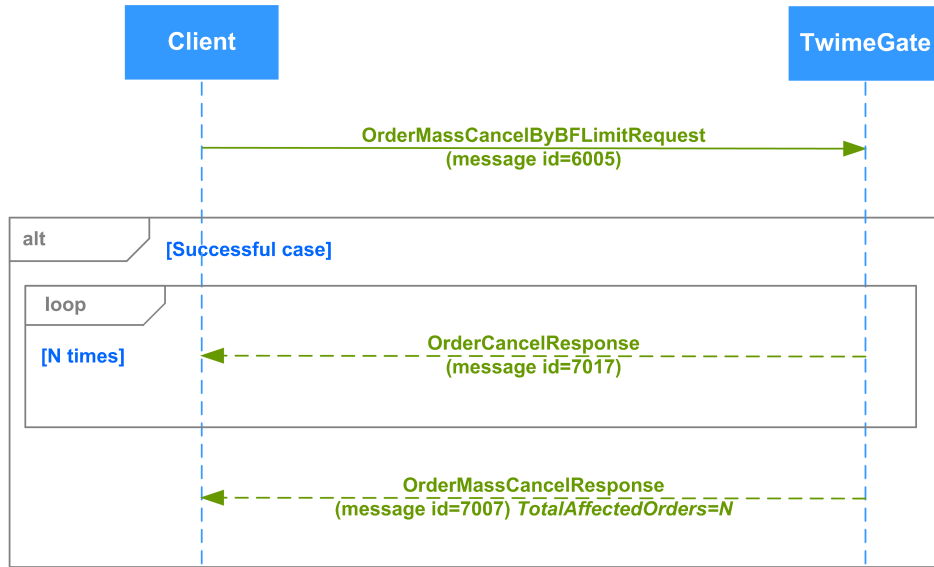 Client
TwimeGate
OrderMassCancelByBFLimitRequest
(message id=6005)
alt
[Successful case]
loop
[N times]
OrderCancelResponse
(message id=7017)
OrderMassCancelResponse
(message id=7007) TotalAffectedOrders=N